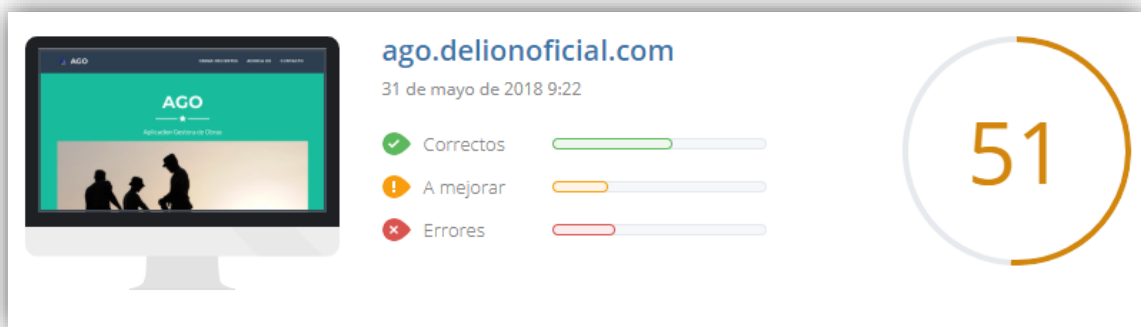 AGO
OBRAS RECIENTES ACERCA DE CONTACTO
AGO
Aplicación Gestora de Obras
ago.delionoficial.com
31 de mayo de 2018 9:22
Correctos
A mejorar
Errores
51